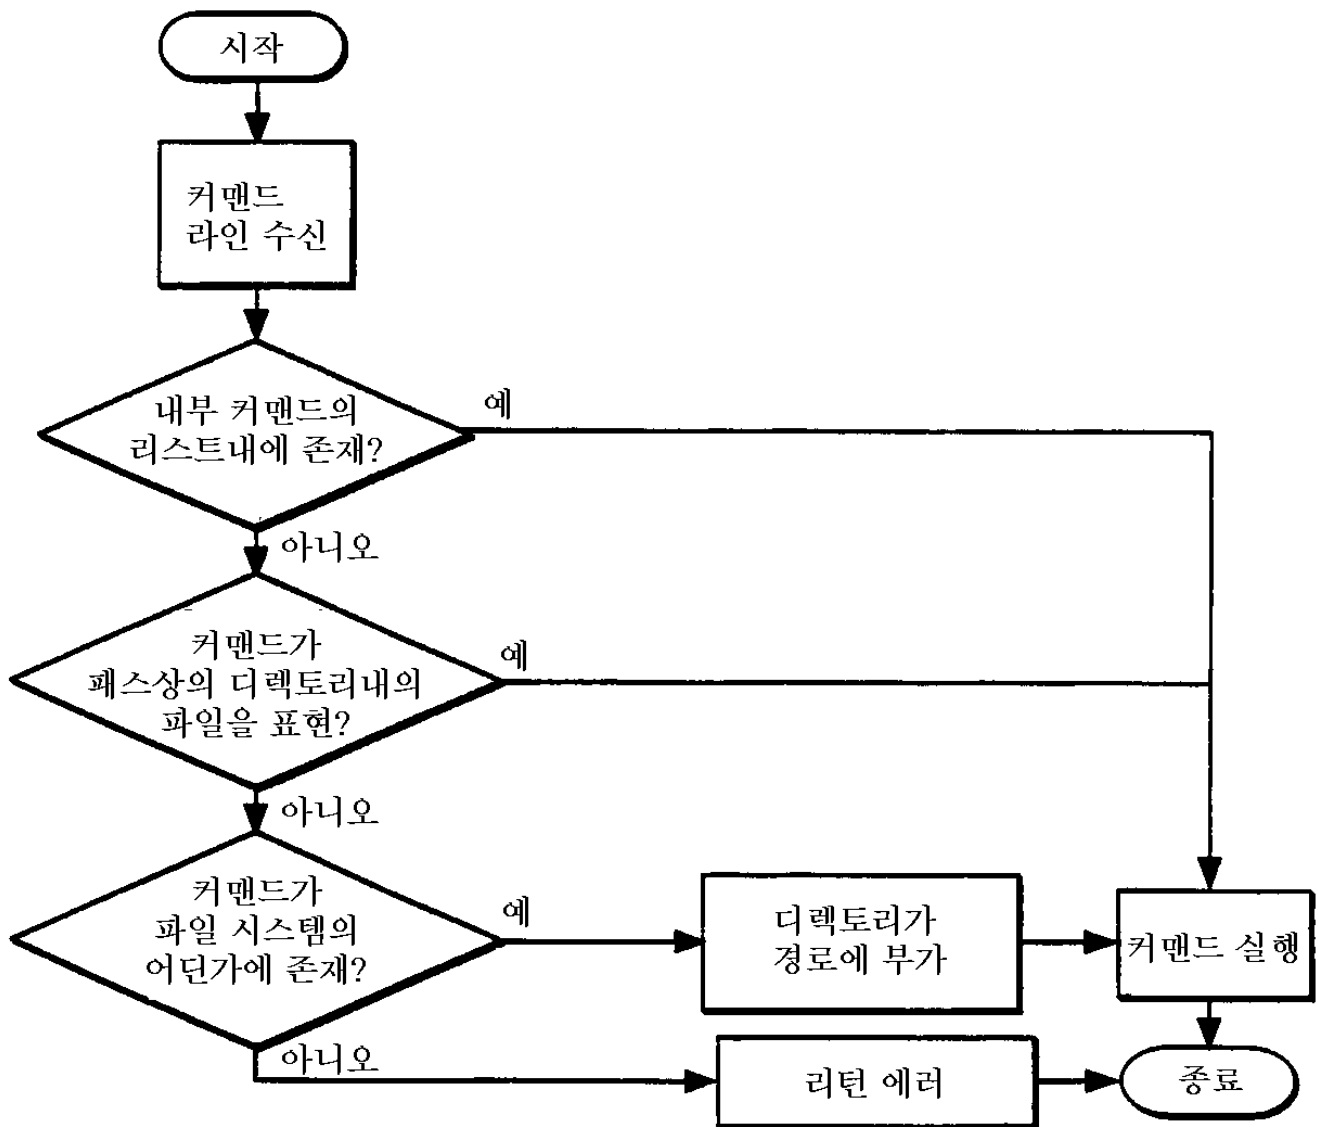 시작
커맨드
라인 수신
내부 커맨드의
리스트내에 존재?
예
아니오
커맨드가
패스상의 디렉토리내의
파일을 표현?
예
아니오
커맨드가
파일 시스템의
어딘가에 존재?
예
디렉토리가
경로에 부가
커맨드 실행
아니오
리턴 에러
종료